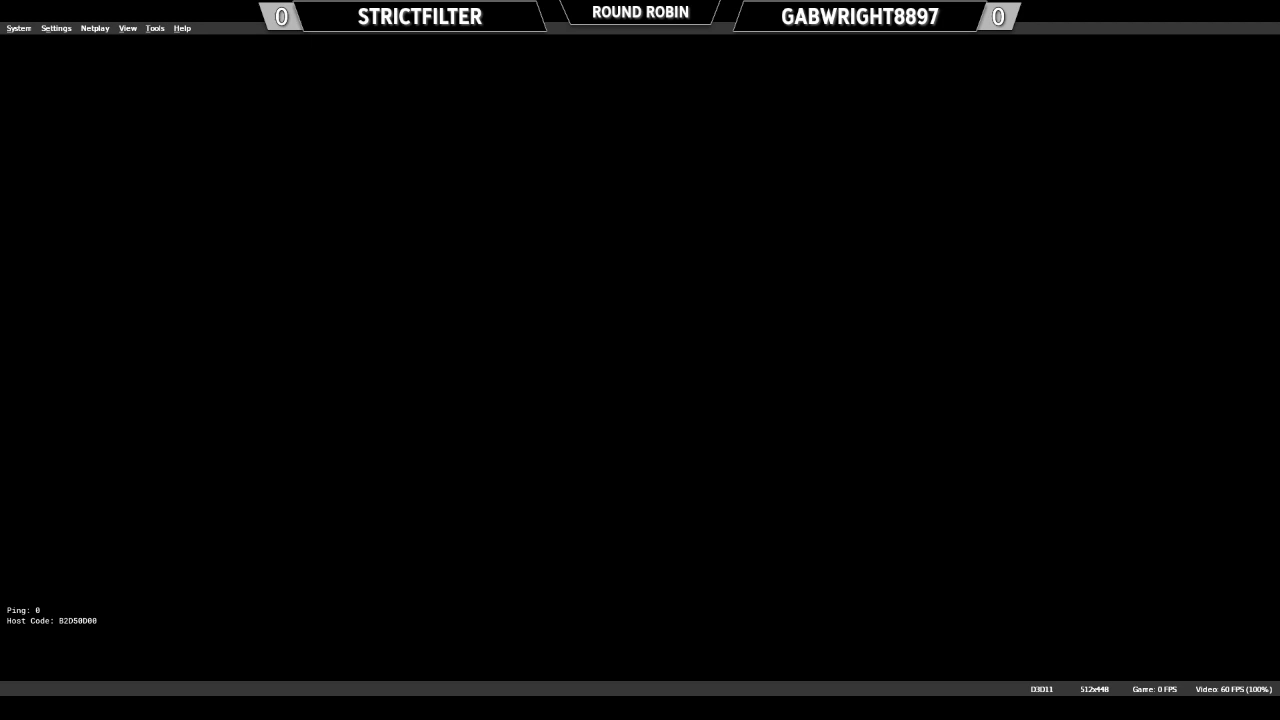 0 STRICTFILTER ROUND ROBIN GABWRIGHT8897 0
System Settings Netplay View Tools Help
Ping: 0
Host Code: B2D50D00
D3D11 512x448 Game: 0 FPS Video: 60 FPS (100%)